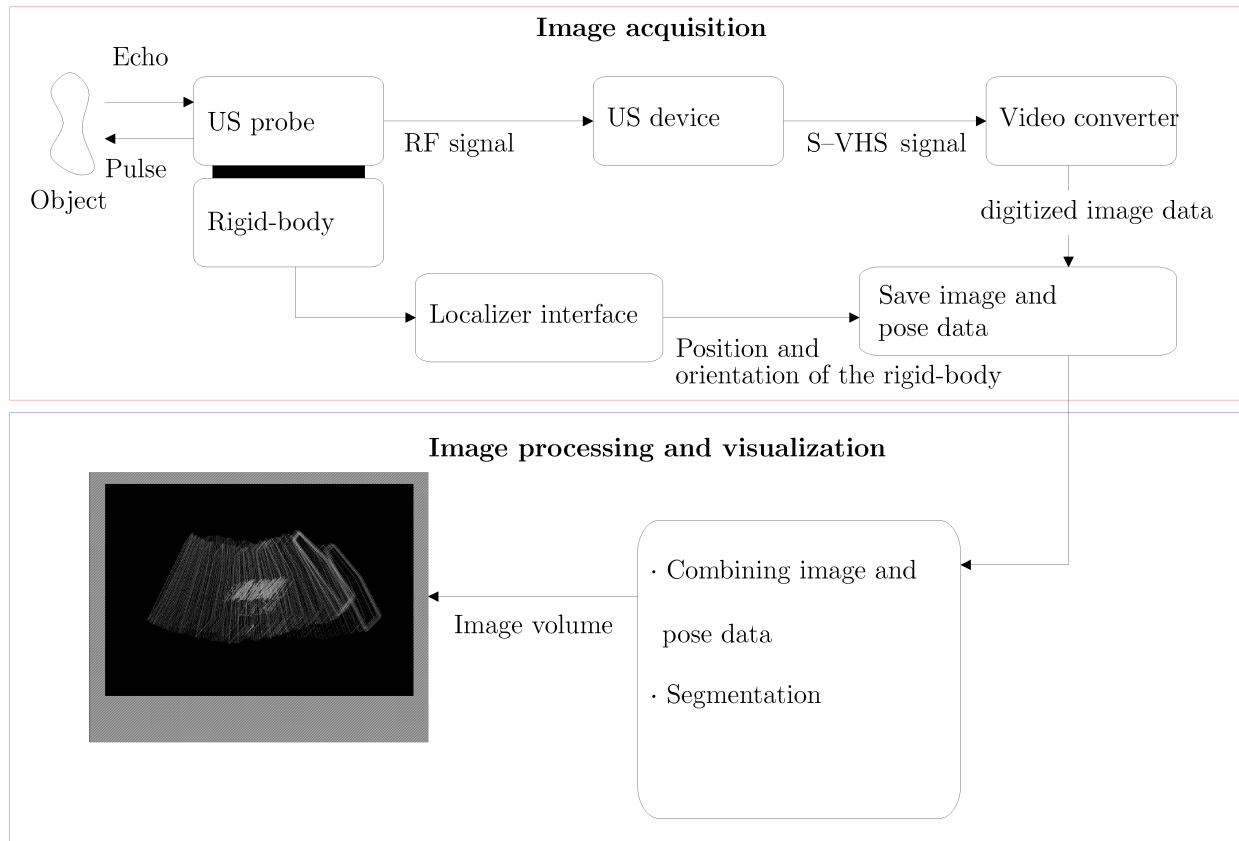 Image acquisition
Echo
US probe
US device
Video converter
RF signal
S–VHS signal
Pulse
Object
Rigid-body
digitized image data
Localizer interface
Save image and
pose data
Position and
orientation of the rigid-body
Image processing and visualization
· Combining image and
pose data
· Segmentation
Image volume